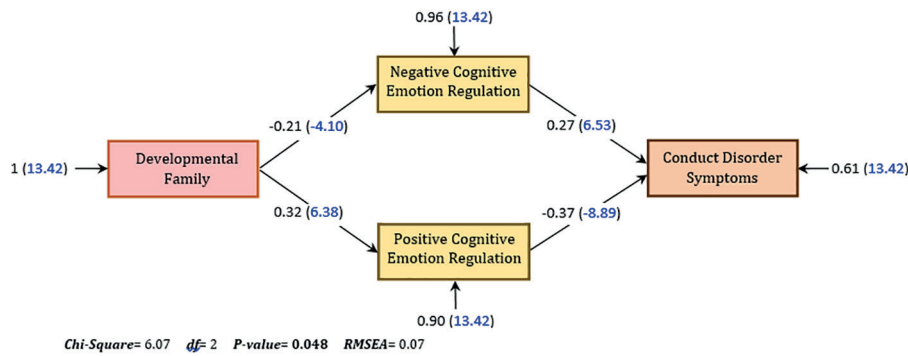 0.96 (13.42)
Negative Cognitive
Emotion Regulation
-0.21 (-4.10)
0.27 (6.53)
1 (13.42)
Developmental
Family
Conduct Disorder
Symptoms
0.61 (13.42)
0.32 (6.38)
-0.37 (-8.89)
Positive Cognitive
Emotion Regulation
0.90 (13.42)
Chi-Square= 6.07 df= 2 P-value= 0.048 RMSEA= 0.07